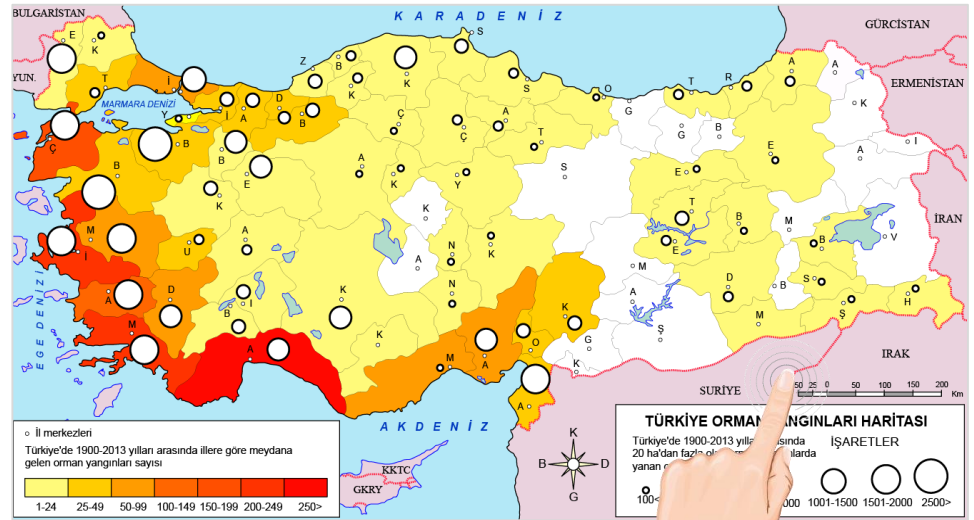 KARADENİZ
BULGARİSTAN
GÜRCİSTAN
YUN.
ERMENİSTAN
MARMARA DENİZİ
İRAN
EGE DENİZİ
IRAK
SURİYE
AKDENİZ
KKTC
GKRY
E
K
S
Z
B
K
K
T
İ
Y
İ
A
D
B
B
B
Ç
B
E
K
M
İ
U
A
A
D
M
A
B
İ
K
K
A
K
Ç
Ç
Y
A
S
T
O
G
T
R
A
A
K
I
A
G
B
E
E
S
K
A
N
K
N
M
A
O
K
G
K
A
T
E
B
M
B
V
M
A
Ş
D
B
S
M
Ş
H
K
B
D
G
50 25 0 50 100 150 200
Km
İl merkezleri
Türkiye'de 1900-2013 yılları arasında illere göre meydana
gelen orman yangınları sayısı
1-24 25-49 50-99 100-149 150-199 200-249 250>
TÜRKİYE ORMAN YANGINLARI HARİTASI
Türkiye'de 1900-2013 yılları arasında
20 ha'dan fazla
yanan
İŞARETLER
100<
1001-1500 1501-2000 2500>